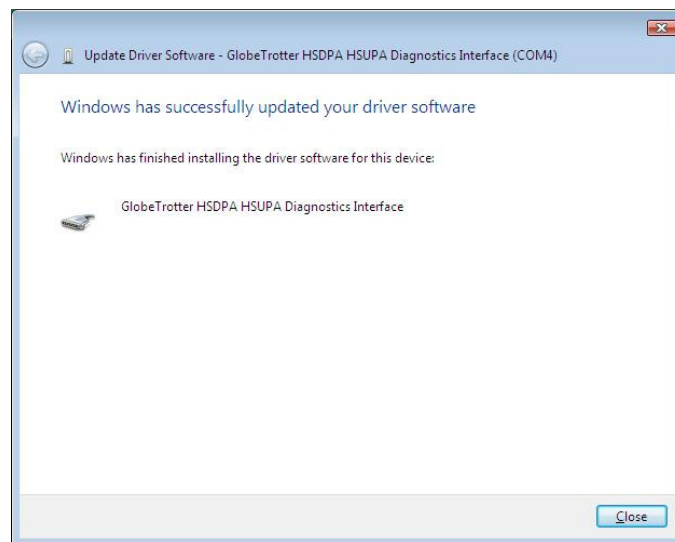 Update Driver Software - GlobeTrotter HSDPA HSUPA Diagnostics Interface (COM4)
Windows has successfully updated your driver software
Windows has finished installing the driver software for this device:
GlobeTrotter HSDPA HSUPA Diagnostics Interface
Close